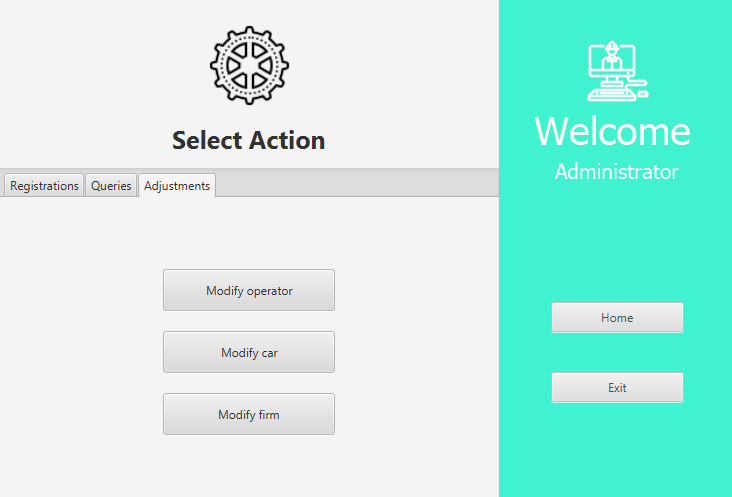 Select Action
Registrations Queries Adjustments
Modify operator
Modify car
Modify firm
Welcome
Administrator
Home
Exit